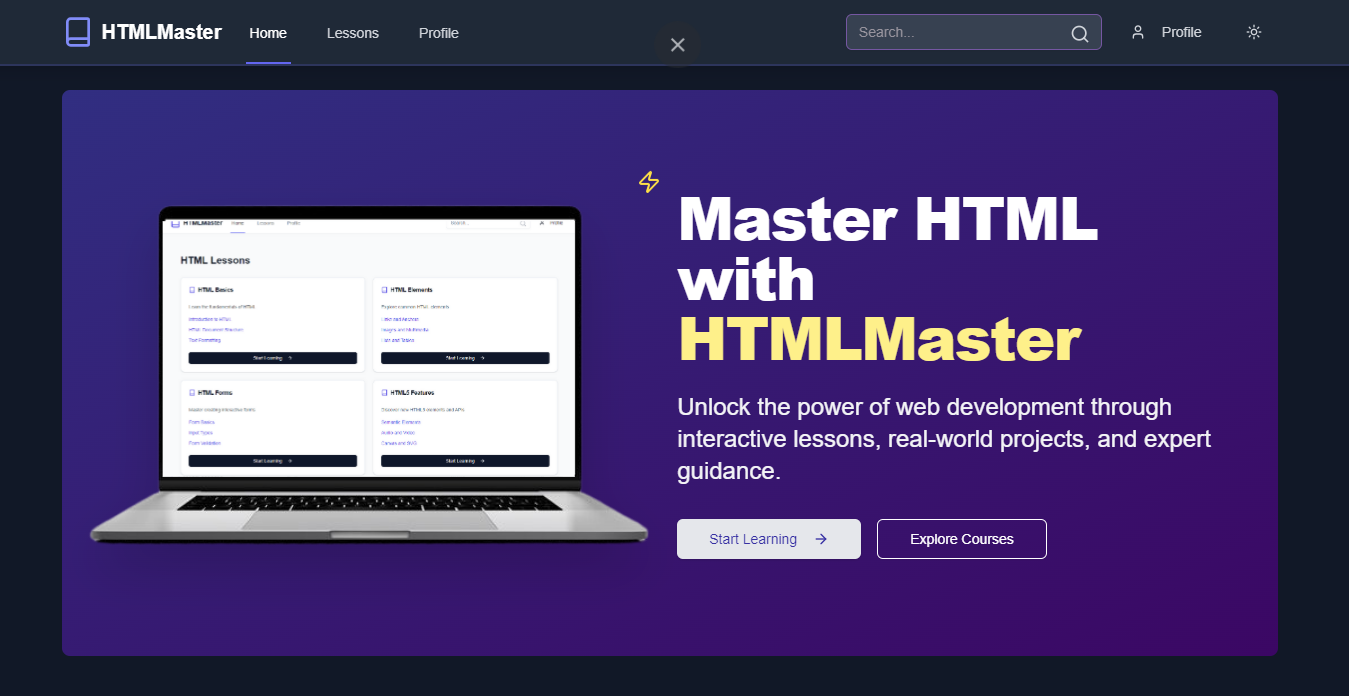 HTMLMaster
Home
Lessons
Profile
Search...
Profile
Master HTML
with
HTMLMaster
Unlock the power of web development through
interactive lessons, real-world projects, and expert
guidance.
Start Learning
Explore Courses
HTMLMaster
Home
Lessons
Profile
Search...
HTML Lessons
HTML Basics
Learn the fundamentals of HTML
Introduction to HTML
HTML Document Structure
Text Formatting
Start Learning
HTML Elements
Explore common HTML elements
Links and Anchors
Images and Multimedia
Lists and Tables
Start Learning
HTML Forms
Master creating interactive forms
Form Basics
Input Types
Form Validation
Start Learning
HTML5 Features
Discover new HTML5 elements and APIs
Semantic Elements
Audio and Video
Canvas and SVG
Start Learning